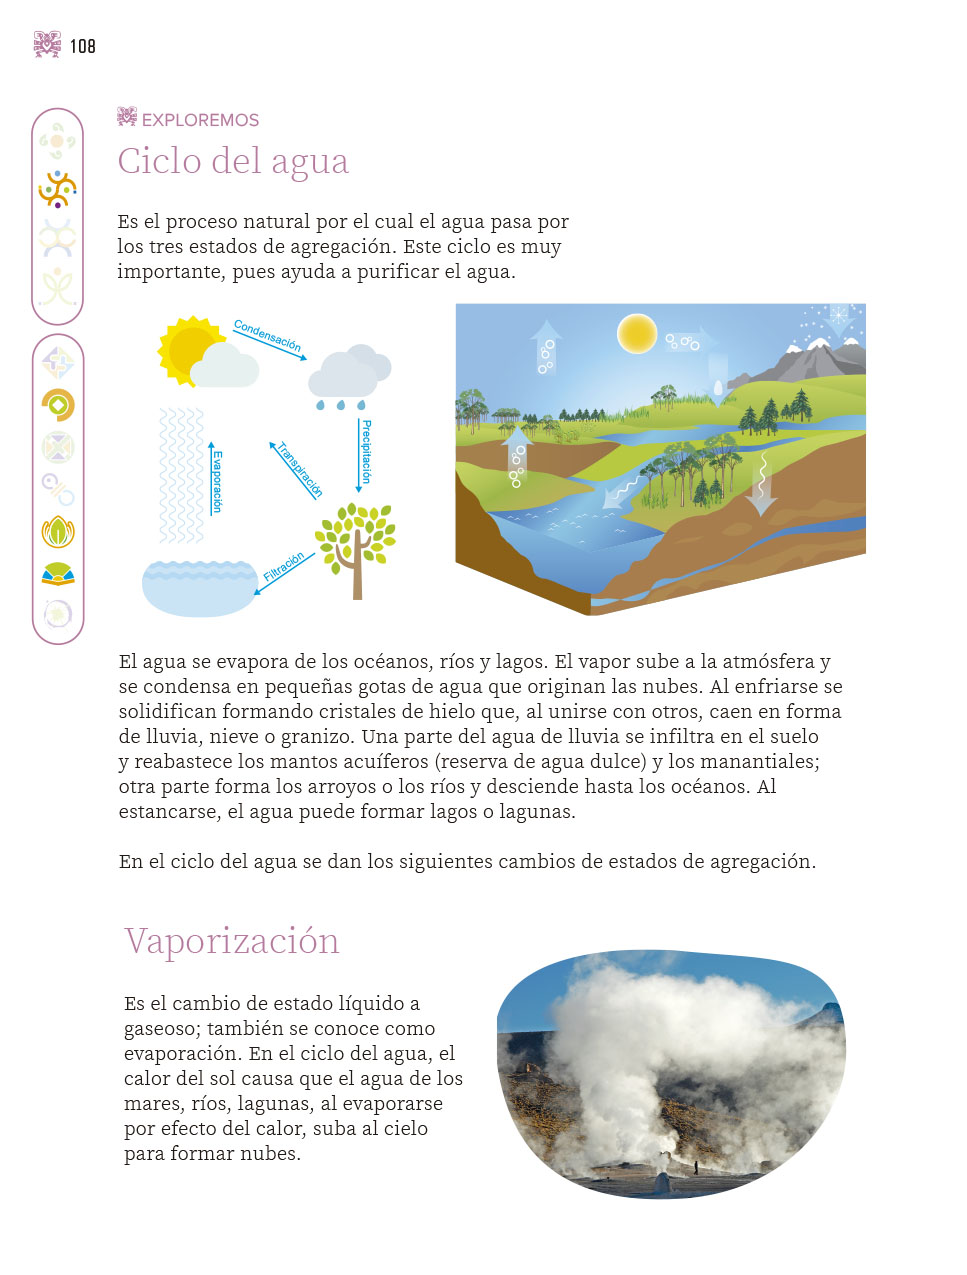 108
EXPLOREMOS
Ciclo del agua
Es el proceso natural por el cual el agua pasa por
los tres estados de agregación. Este ciclo es muy
importante, pues ayuda a purificar el agua.
Condensación
Precipitación
Transpiración
Evaporación
Filtración
El agua se evapora de los océanos, ríos y lagos. El vapor sube a la atmósfera y
se condensa en pequeñas gotas de agua que originan las nubes. Al enfriarse se
solidifican formando cristales de hielo que, al unirse con otros, caen en forma
de lluvia, nieve o granizo. Una parte del agua de lluvia se infiltra en el suelo
y reabastece los mantos acuíferos (reserva de agua dulce) y los manantiales;
otra parte forma los arroyos o los ríos y desciende hasta los océanos. Al
estancarse, el agua puede formar lagos o lagunas.
En el ciclo del agua se dan los siguientes cambios de estados de agregación.
Vaporización
Es el cambio de estado líquido a
gaseoso; también se conoce como
evaporación. En el ciclo del agua, el
calor del sol causa que el agua de los
mares, ríos, lagunas, al evaporarse
por efecto del calor, suba al cielo
para formar nubes.